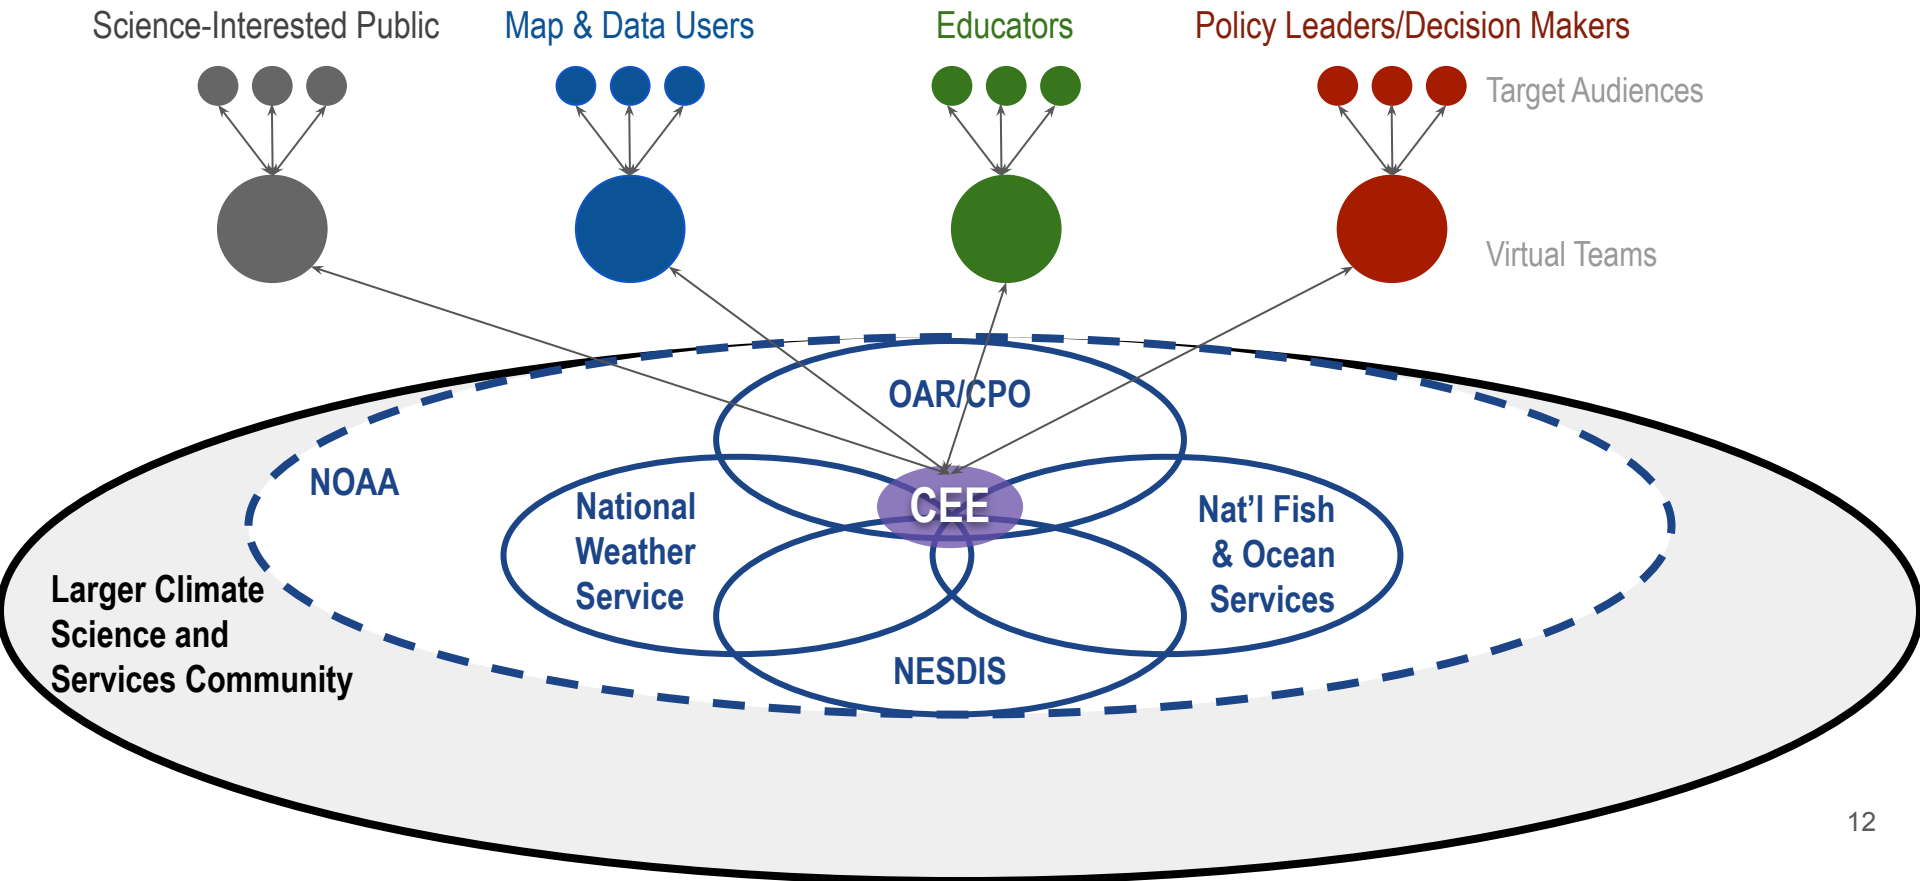 Science-Interested Public
Map & Data Users
Educators
Policy Leaders/Decision Makers
Target Audiences
Virtual Teams
OAR/CPO
NOAA
National
Weather
Service
CEE
Nat’l Fish
& Ocean
Services
Larger Climate
Science and
Services Community
NESDIS
12